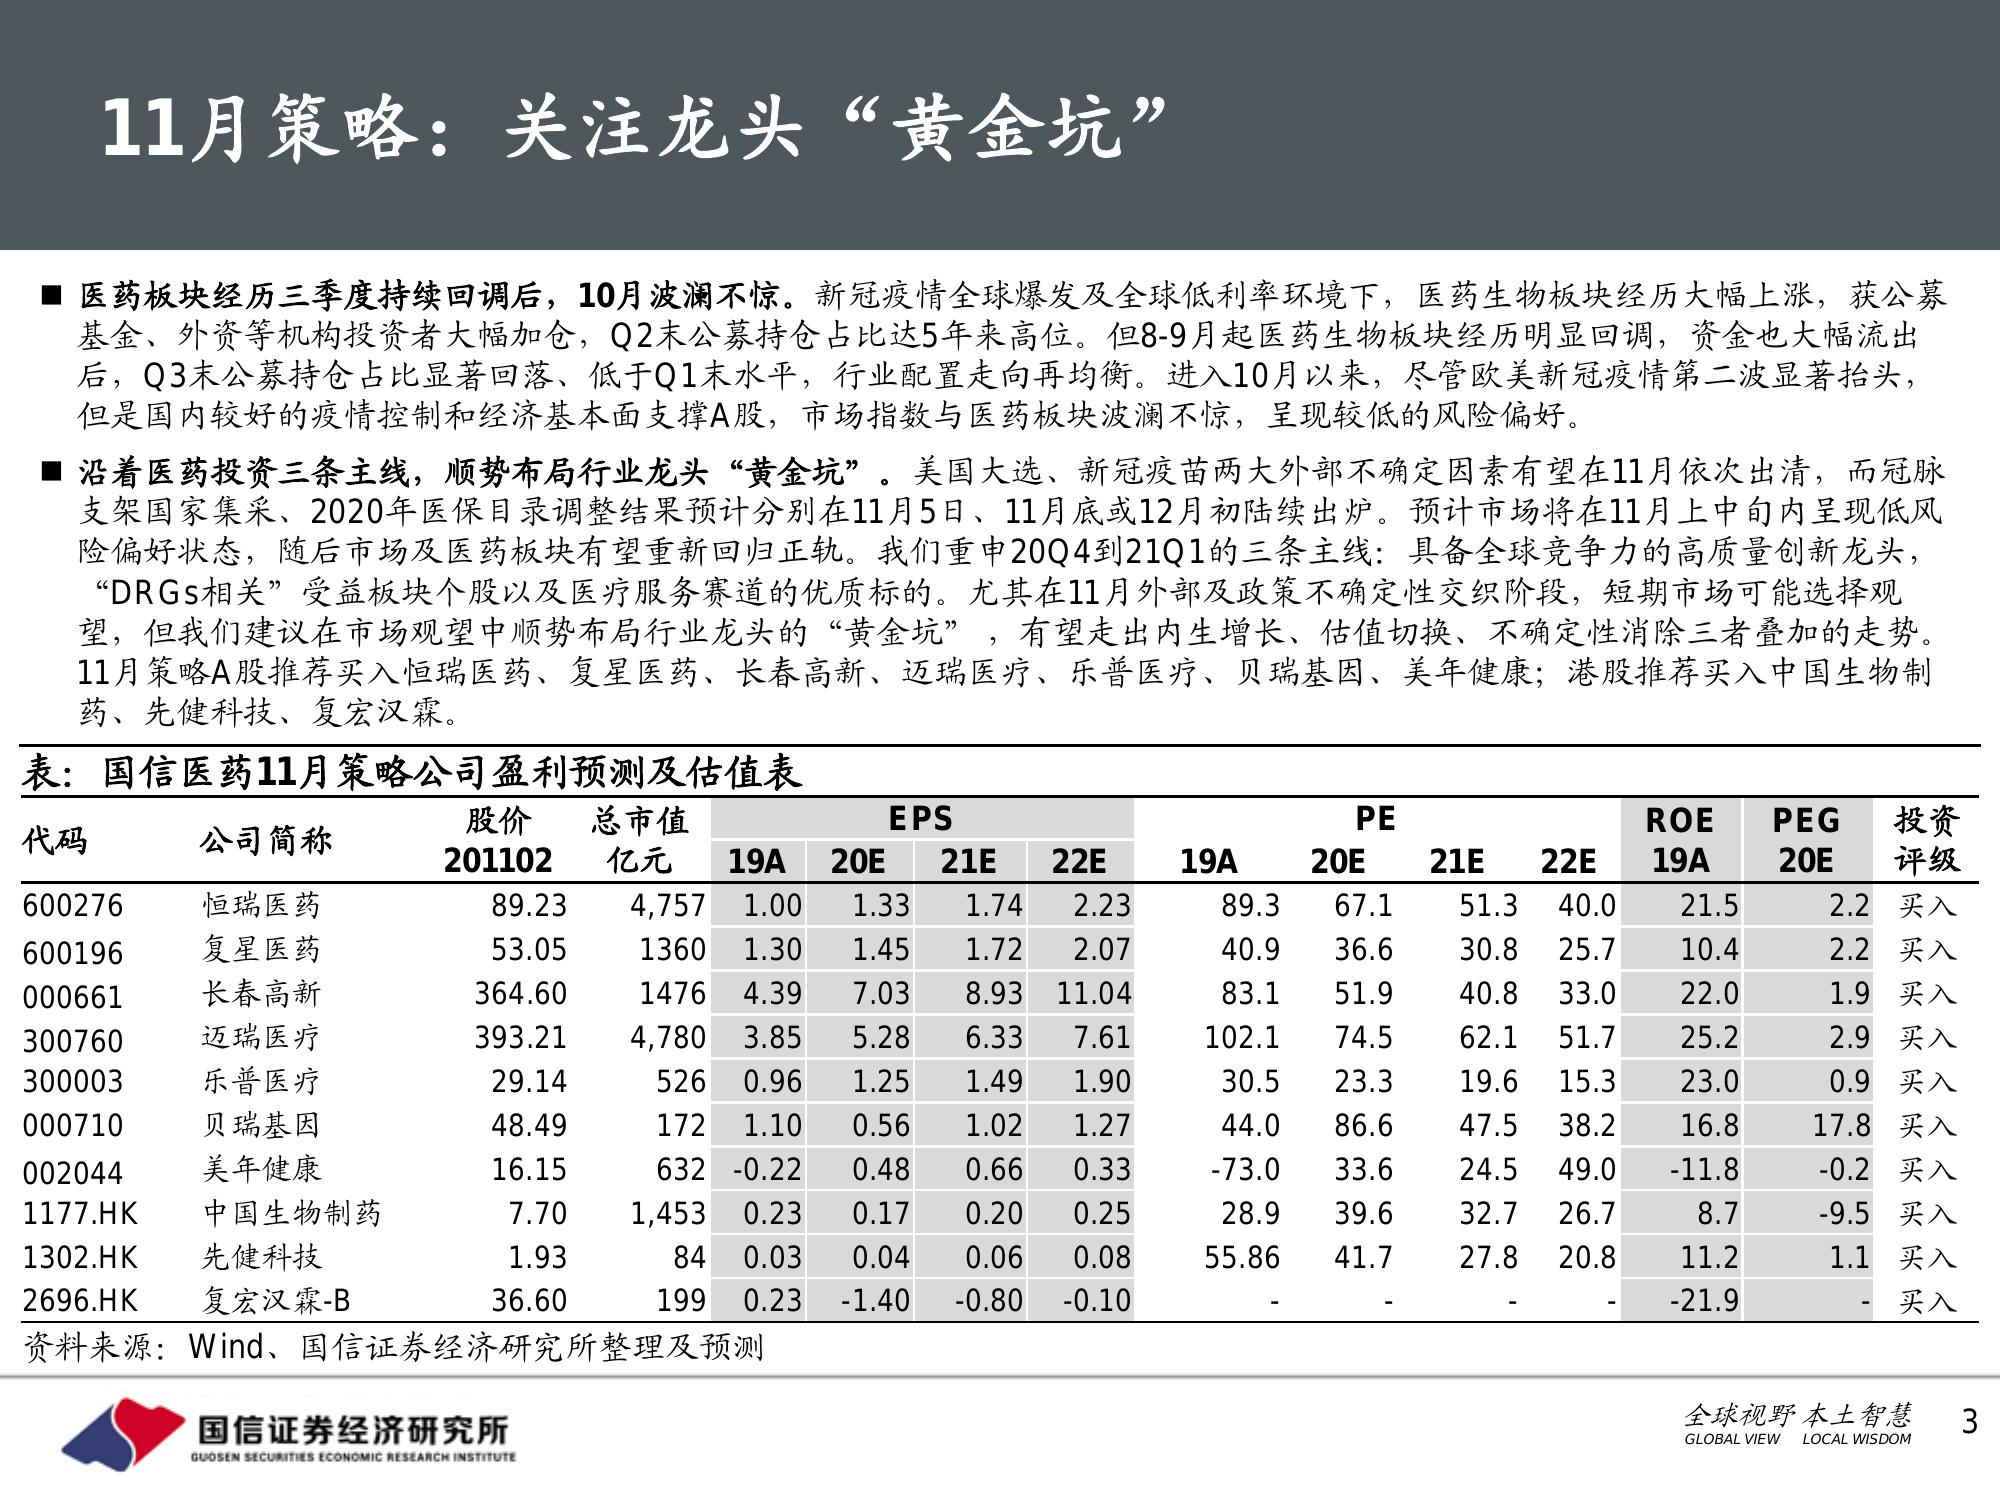 11月策略：关注龙头“黄金坑”
■ 医药板块经历三季度持续回调后，10月波澜不惊。新冠疫情全球爆发及全球低利率环境下，医药生物板块经历大幅上涨，获公募
基金、外资等机构投资者大幅加仓，Q2末公募持仓占比达5年来高位。但8-9月起医药生物板块经历明显回调，资金也大幅流出
后，Q3末公募持仓占比显著回落、低于Q1末水平，行业配置走向再均衡。进入10月以来，尽管欧美新冠疫情第二波显著抬头，
但是国内较好的疫情控制和经济基本面支撑A股，市场指数与医药板块波澜不惊，呈现较低的风险偏好。
■ 沿着医药投资三条主线，顺势布局行业龙头“黄金坑”。美国大选、新冠疫苗两大外部不确定因素有望在11月依次出清，而冠脉
支架国家集采、2020年医保目录调整结果预计分别在11月5日、11月底或12月初陆续出炉。预计市场将在11月上中旬内呈现低风
险偏好状态，随后市场及医药板块有望重新回归正轨。我们重申20Q4到21Q1的三条主线：具备全球竞争力的高质量创新龙头，
“DRGs相关”受益板块个股以及医疗服务赛道的优质标的。尤其在11月外部及政策不确定性交织阶段，短期市场可能选择观
望，但我们建议在市场观望中顺势布局行业龙头的“黄金坑”，有望走出内生增长、估值切换、不确定性消除三者叠加的走势。
11月策略A股推荐买入恒瑞医药、复星医药、长春高新、迈瑞医疗、乐普医疗、贝瑞基因、美年健康；港股推荐买入中国生物制
药、先健科技、复宏汉霖。
表：国信医药11月策略公司盈利预测及估值表
代码 公司简称 股价 总市值 EPS PE ROE PEG 投资
201102 亿元 19A 20E 21E 22E 19A 20E 21E 22E 19A 20E 评级
600276 恒瑞医药 89.23 4,757 1.00 1.33 1.74 2.23 89.3 67.1 51.3 40.0 21.5 2.2 买入
600196 复星医药 53.05 1360 1.30 1.45 1.72 2.07 40.9 36.6 30.8 25.7 10.4 2.2 买入
000661 长春高新 364.60 1476 4.39 7.03 8.93 11.04 83.1 51.9 40.8 33.0 22.0 1.9 买入
300760 迈瑞医疗 393.21 4,780 3.85 5.28 6.33 7.61 102.1 74.5 62.1 51.7 25.2 2.9 买入
300003 乐普医疗 29.14 526 0.96 1.25 1.49 1.90 30.5 23.3 19.6 15.3 23.0 0.9 买入
000710 贝瑞基因 48.49 172 1.10 0.56 1.02 1.27 44.0 86.6 47.5 38.2 16.8 17.8 买入
002044 美年健康 16.15 632 -0.22 0.48 0.66 0.33 -73.0 33.6 24.5 49.0 -11.8 -0.2 买入
1177.HK 中国生物制药 7.70 1,453 0.23 0.17 0.20 0.25 28.9 39.6 32.7 26.7 8.7 -9.5 买入
1302.HK 先健科技 1.93 84 0.03 0.04 0.06 0.08 55.86 41.7 27.8 20.8 11.2 1.1 买入
2696.HK 复宏汉霖-B 36.60 199 0.23 -1.40 -0.80 -0.10 - - - - -21.9 - 买入
资料来源：Wind、国信证券经济研究所整理及预测
国信证券经济研究所
GUOSEN SECURITIES ECONOMIC RESEARCH INSTITUTE
全球视野 本土智慧
GLOBAL VIEW LOCAL WISDOM
3